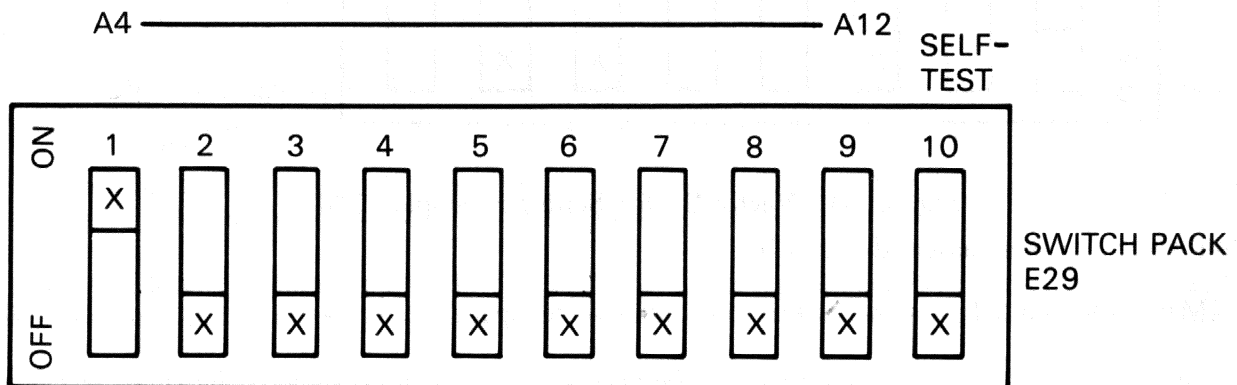 A4 A12
SELF-
TEST
ON 1 2 3 4 5 6 7 8 9 10
X
SWITCH PACK
E29
OFF X X X X X X X X X